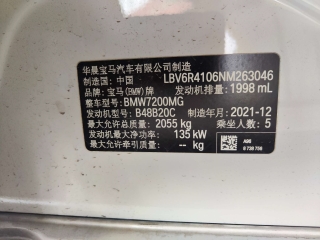 华晨宝马汽车有限公司制造
制造国：中国 LBV6R4106NM263046
品牌：宝马(BMW)牌 发动机排量：1998 mL
整车型号：BMW7200MG
发动机型号：B48B20C 制造年月：2021-12
最大允许总质量：2055 kg 乘坐人数：5
发动机最大净功率：135 kW
最大允许牵引质量：-- kg